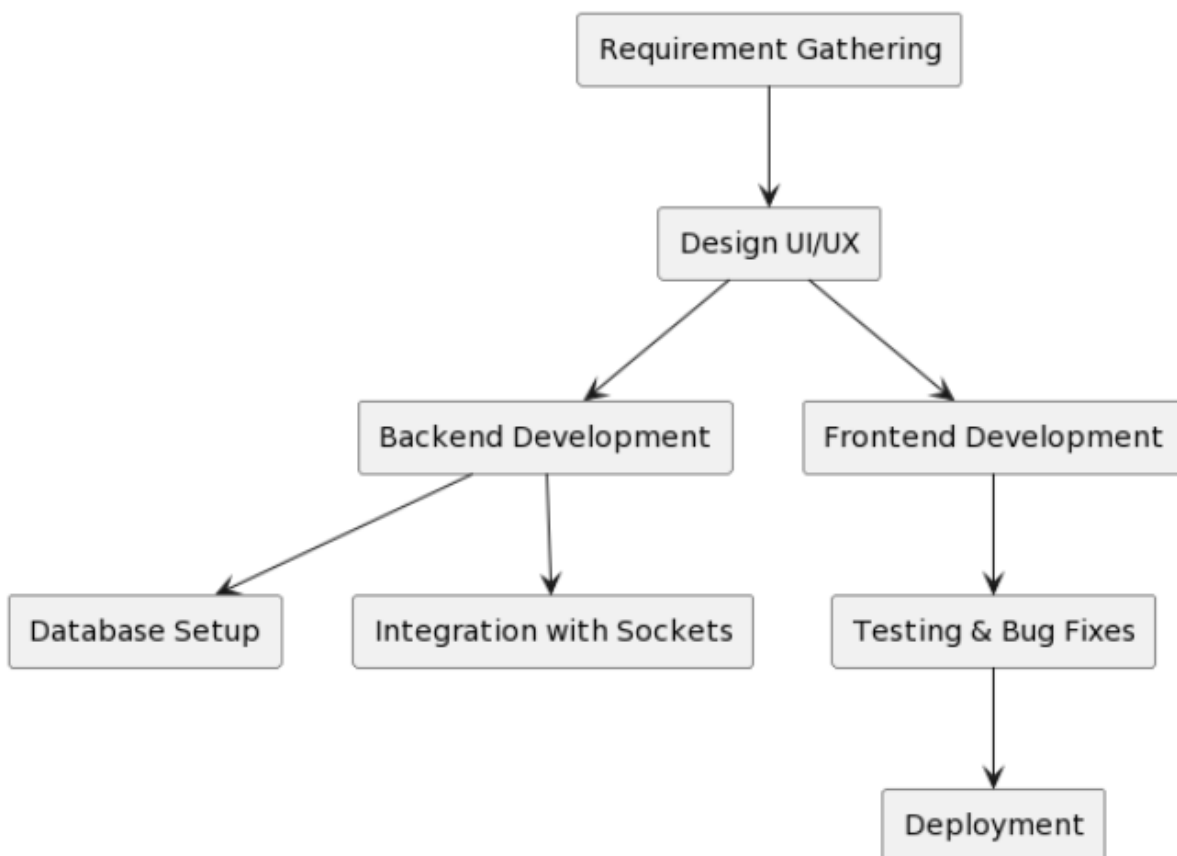 Requirement Gathering
Design UI/UX
Backend Development
Frontend Development
Database Setup
Integration with Sockets
Testing & Bug Fixes
Deployment